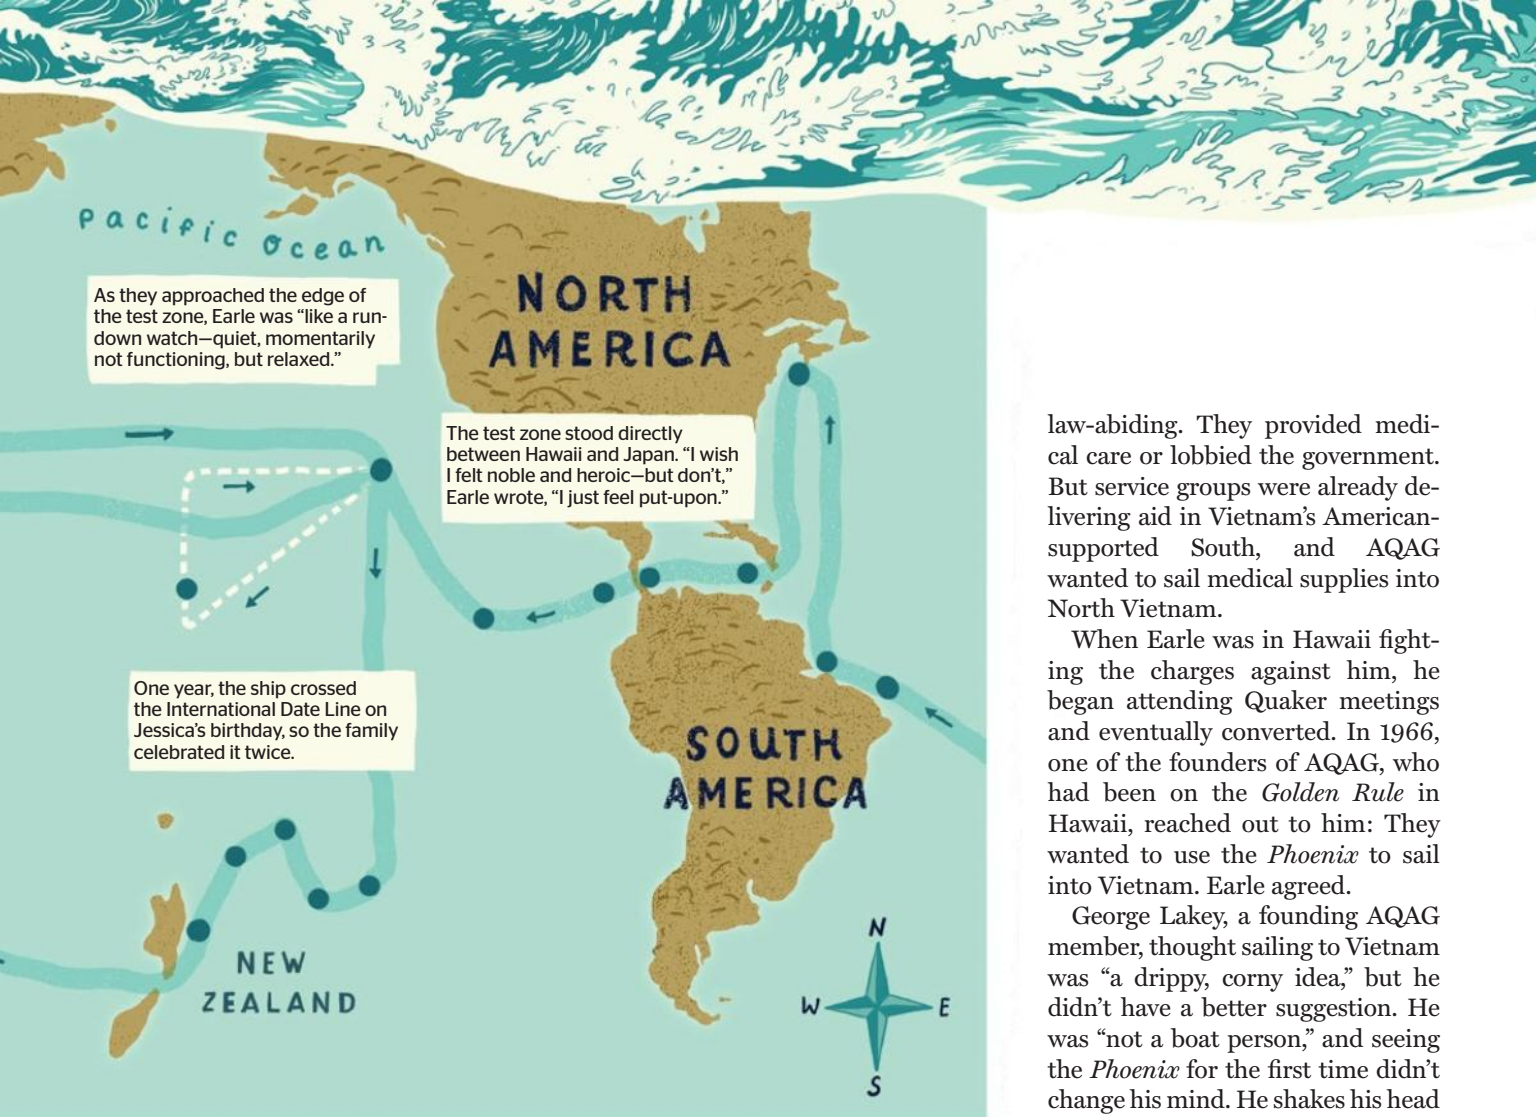 pacific ocean
As they approached the edge of
the test zone, Earle was “like a run-
down watch—quiet, momentarily
not functioning, but relaxed.”
NORTH
AMERICA
The test zone stood directly
between Hawaii and Japan. “I wish
I felt noble and heroic—but don’t,”
Earle wrote, “I just feel put-upon.”
One year, the ship crossed
the International Date Line on
Jessica’s birthday, so the family
celebrated it twice.
SOUTH
AMERICA
NEW
ZEALAND
N
W E
S
law-abiding. They provided medi-
cal care or lobbied the government.
But service groups were already de-
livering aid in Vietnam’s American-
supported South, and AQAG
wanted to sail medical supplies into
North Vietnam.
When Earle was in Hawaii fight-
ing the charges against him, he
began attending Quaker meetings
and eventually converted. In 1966,
one of the founders of AQAG, who
had been on the Golden Rule in
Hawaii, reached out to him: They
wanted to use the Phoenix to sail
into Vietnam. Earle agreed.
George Lakey, a founding AQAG
member, thought sailing to Vietnam
was “a drippy, corny idea,” but he
didn’t have a better suggestion. He
was “not a boat person,” and seeing
the Phoenix for the first time didn’t
change his mind. He shakes his head